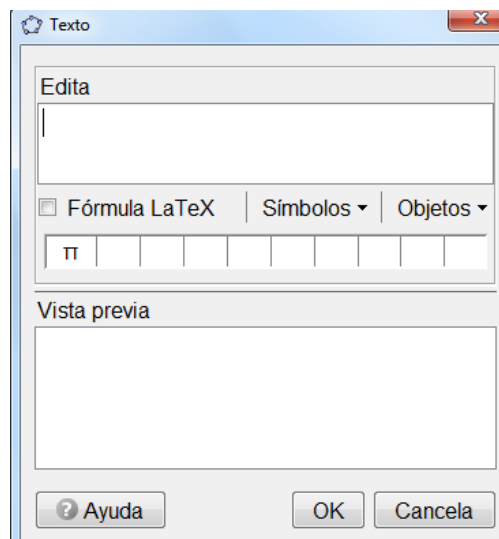 Texto
Edita
Fórmula LaTeX Símbolos Objetos
π
Vista previa
? Ayuda OK Cancela